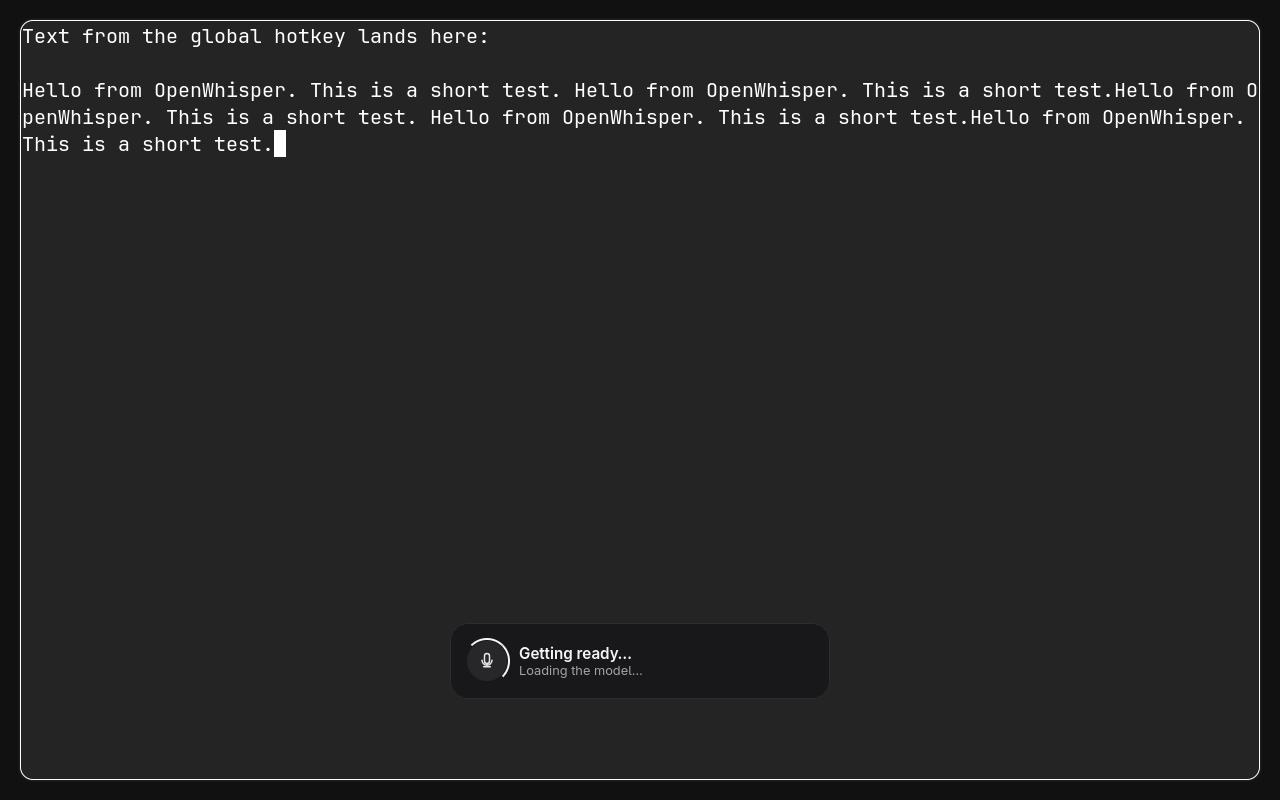 Text from the global hotkey lands here:
Hello from OpenWhisper. This is a short test. Hello from OpenWhisper. This is a short test.Hello from O
penWhisper. This is a short test. Hello from OpenWhisper. This is a short test.Hello from OpenWhisper.
This is a short test.
Getting ready...
Loading the model...